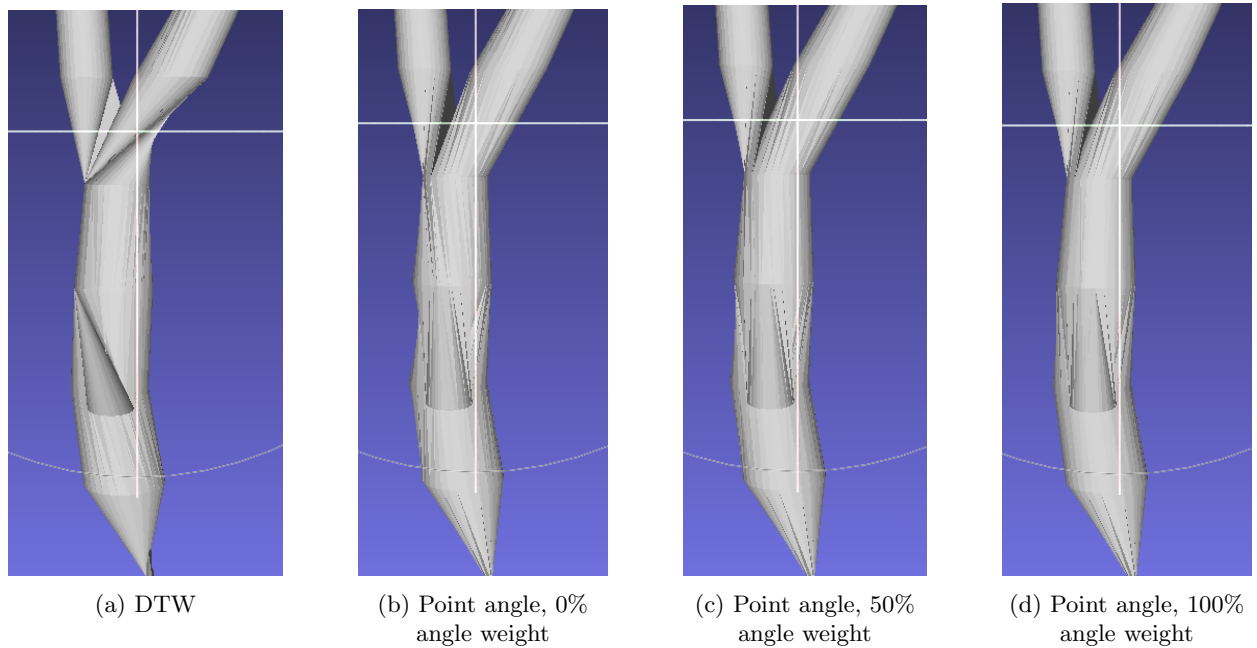 (a) DTW
(b) Point angle, 0%
angle weight
(c) Point angle, 50%
angle weight
(d) Point angle, 100%
angle weight